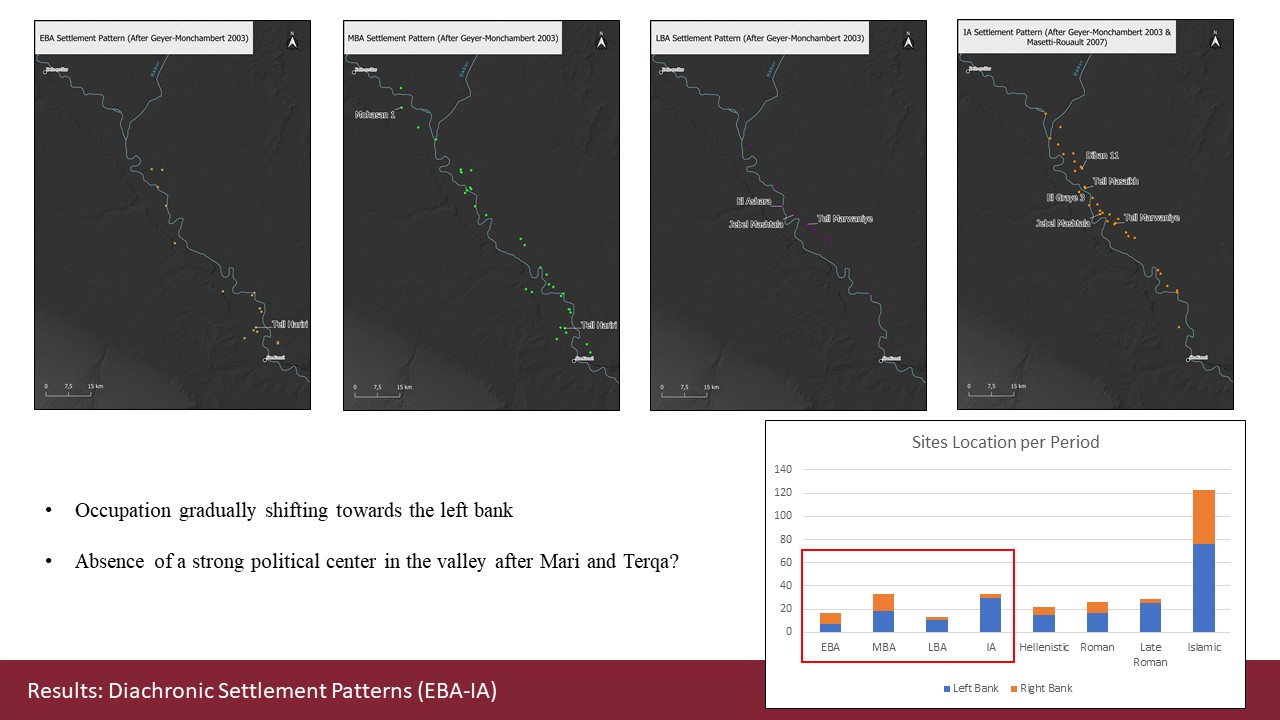 EBA Settlement Pattern (After Geyer-Monchambert 2003)
N
Habur
Tell Hariri
0 7,5 15 km
MBA Settlement Pattern (After Geyer-Monchambert 2003)
N
Habur
Mohasan 1
Tell Hariri
0 7,5 15 km
LBA Settlement Pattern (After Geyer-Monchambert 2003)
N
Habur
El Ashara
Tell Marwaniye
Jebel Mashtala
0 7,5 15 km
IA Settlement Pattern (After Geyer-Monchambert 2003 &
Masetti-Rouault 2007)
N
Habur
Diban 11
Tell Masaikh
El Graye 3
Tell Marwaniye
Jebel Mashtala
0 7,5 15 km
• Occupation gradually shifting towards the left bank
• Absence of a strong political center in the valley after Mari and Terqa?
Sites Location per Period
140
120
100
80
60
40
20
0
EBA MBA LBA IA Hellenistic Roman Late Roman Islamic
Left Bank Right Bank
Results: Diachronic Settlement Patterns (EBA-IA)